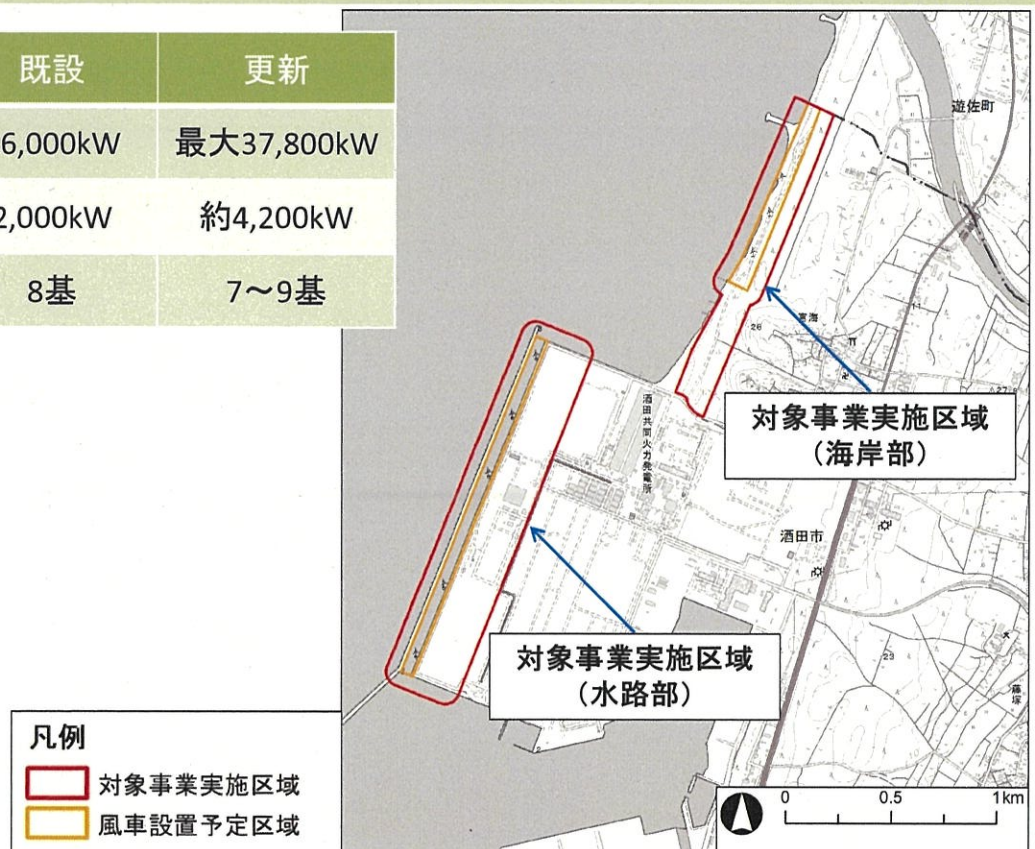 既設 更新
6,000kW 最大37,800kW
2,000kW 約4,200kW
8基 7～9基
遊佐町
対象事業実施区域
(海岸部)
酒田共同火力発電所
酒田市
対象事業実施区域
(水路部)
藤塚
凡例
対象事業実施区域
風車設置予定区域
0 0.5 1km
26
23